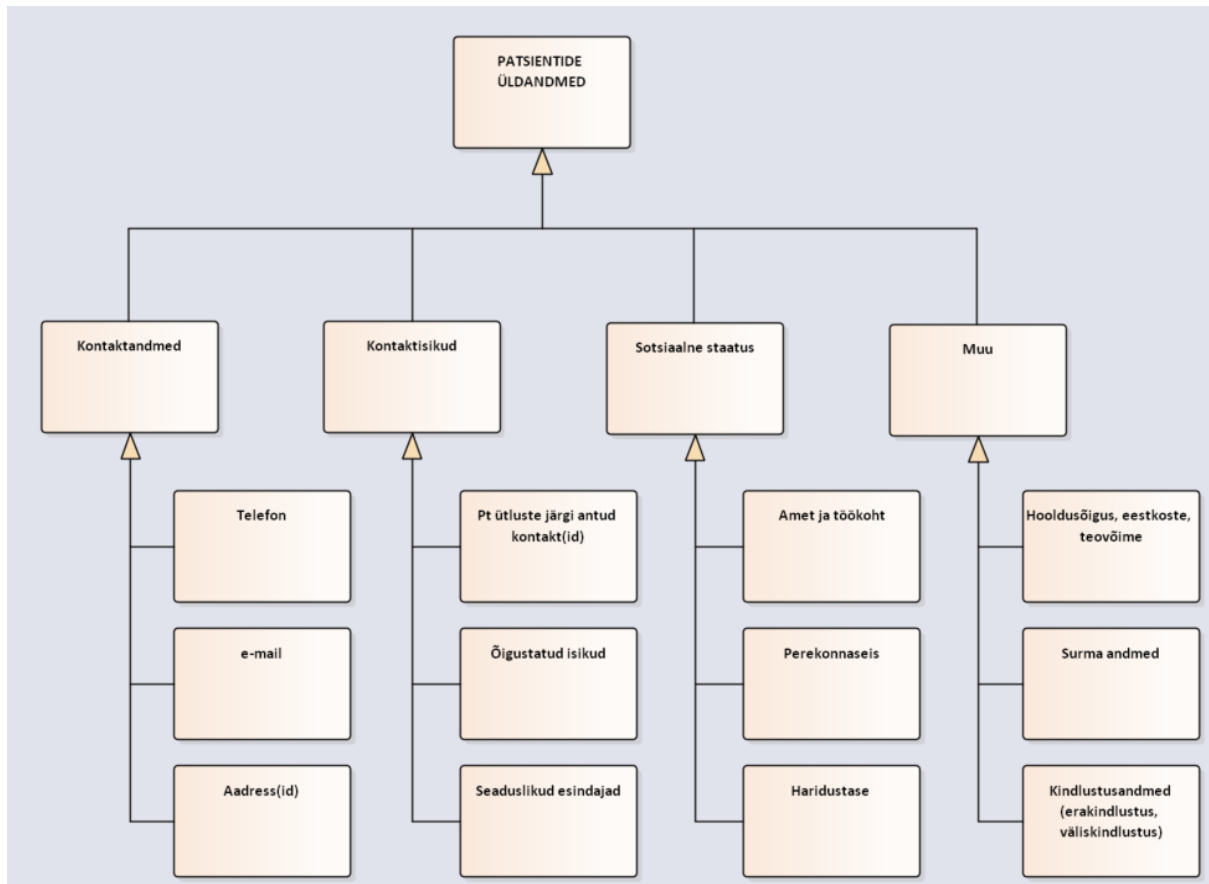 PATSIENTIDE
ÜLDANDMED
Kontaktandmed
Kontaktisikud
Sotsiaalne staatus
Muu
Telefon
Pt ütluste järgi antud
kontakt(id)
Amet ja töökoht
Hooldusõigus, eestkoste,
teovõime
e-mail
Õigustatud isikud
Perekonnaseis
Surma andmed
Aadress(id)
Seaduslikud esindajad
Haridustase
Kindlustusandmed
(erakindlustus,
väliskindlustus)